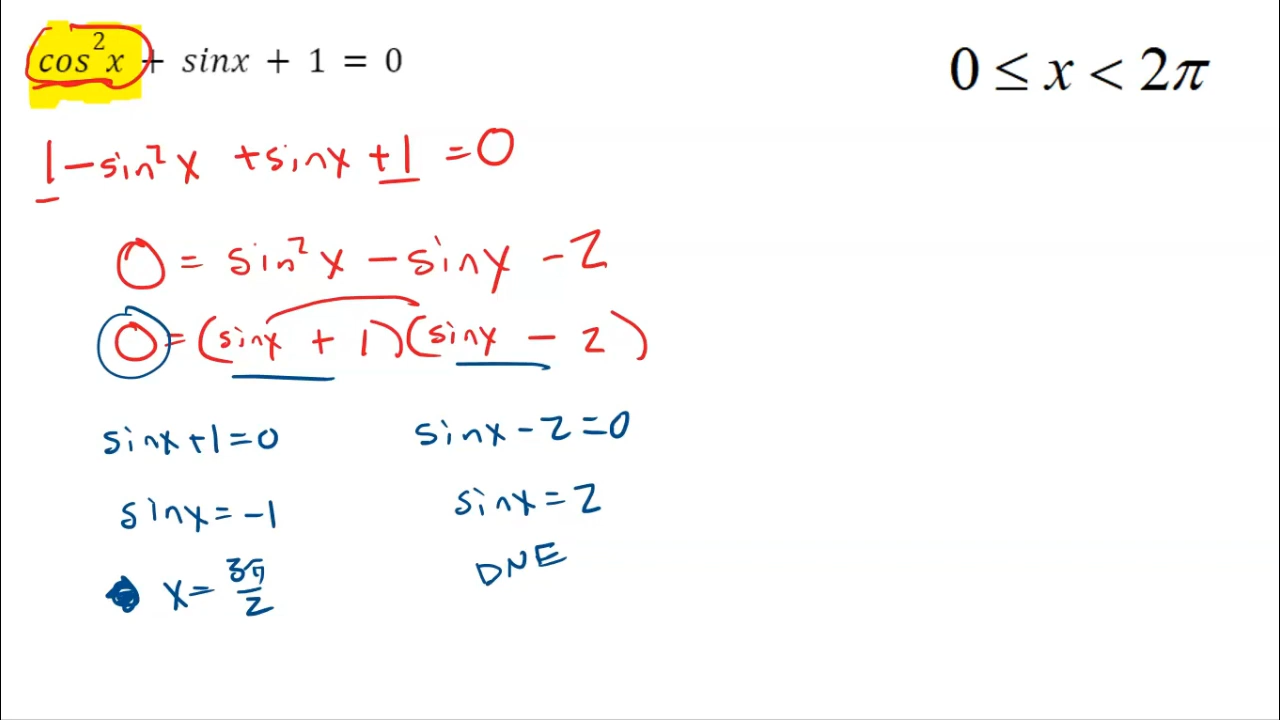 cos²x + sinx + 1 = 0
0 ≤ x < 2π
1 - sin²x + sinx + 1 = 0
0 = sin²x - sinx - 2
0 = (sinx + 1)(sinx - 2)
sinx + 1 = 0
sinx = -1
x = 3π/2
sinx - 2 = 0
sinx = 2
DNE